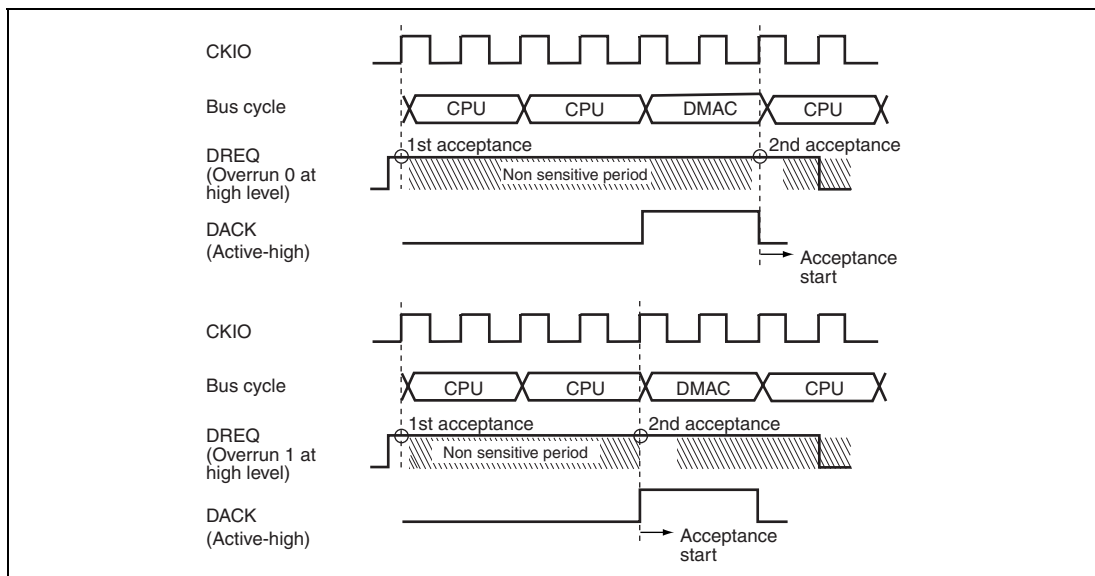 CKIO
Bus cycle
CPU
CPU
DMAC
CPU
DREQ
(Overrun 0 at
high level)
1st acceptance
2nd acceptance
Non sensitive period
DACK
(Active-high)
Acceptance
start
CKIO
Bus cycle
CPU
CPU
DMAC
CPU
DREQ
(Overrun 1 at
high level)
1st acceptance
2nd acceptance
Non sensitive period
DACK
(Active-high)
Acceptance
start